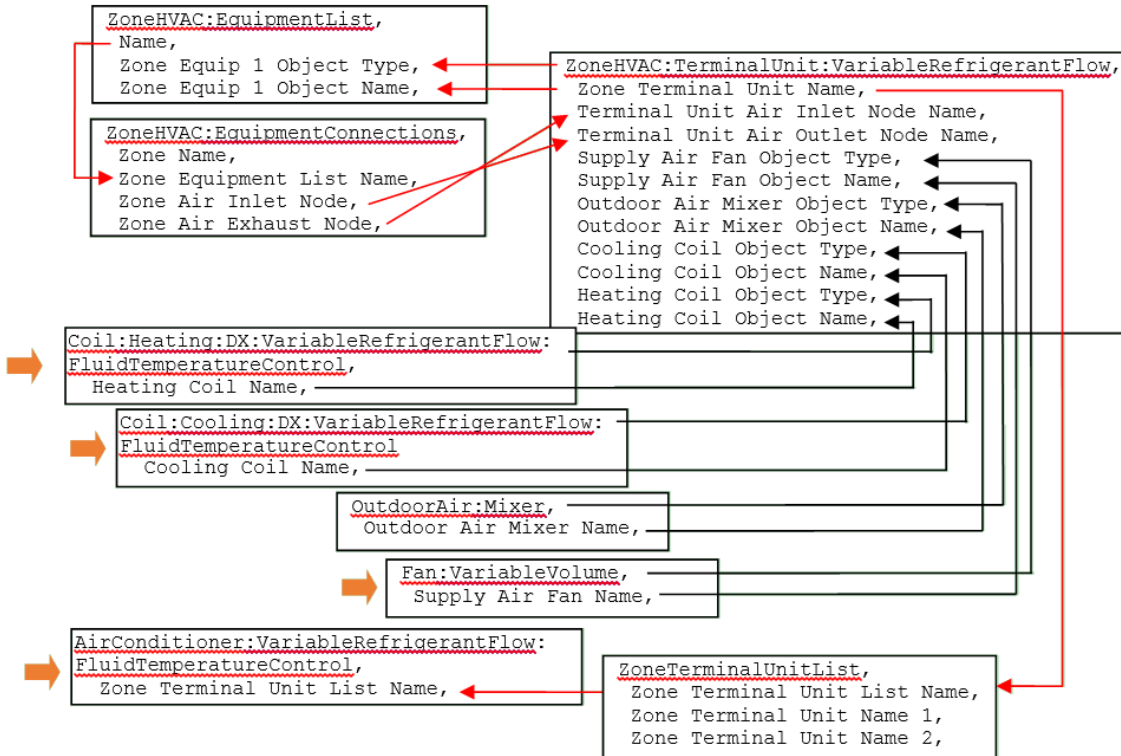 ZoneHVAC:EquipmentList,
Name,
Zone Equip 1 Object Type,
Zone Equip 1 Object Name,
ZoneHVAC:EquipmentConnections,
Zone Name,
Zone Equipment List Name,
Zone Air Inlet Node,
Zone Air Exhaust Node,
ZoneHVAC:TerminalUnit:VariableRefrigerantFlow,
Zone Terminal Unit Name,
Terminal Unit Air Inlet Node Name,
Terminal Unit Air Outlet Node Name,
Supply Air Fan Object Type,
Supply Air Fan Object Name,
Outdoor Air Mixer Object Type,
Outdoor Air Mixer Object Name,
Cooling Coil Object Type,
Cooling Coil Object Name,
Heating Coil Object Type,
Heating Coil Object Name,
Coil:Heating:DX:VariableRefrigerantFlow:
FluidTemperatureControl,
Heating Coil Name,
Coil:Cooling:DX:VariableRefrigerantFlow:
FluidTemperatureControl
Cooling Coil Name,
OutdoorAir:Mixer,
Outdoor Air Mixer Name,
Fan:VariableVolume,
Supply Air Fan Name,
AirConditioner:VariableRefrigerantFlow:
FluidTemperatureControl,
Zone Terminal Unit List Name,
ZoneTerminalUnitList,
Zone Terminal Unit List Name,
Zone Terminal Unit Name 1,
Zone Terminal Unit Name 2,